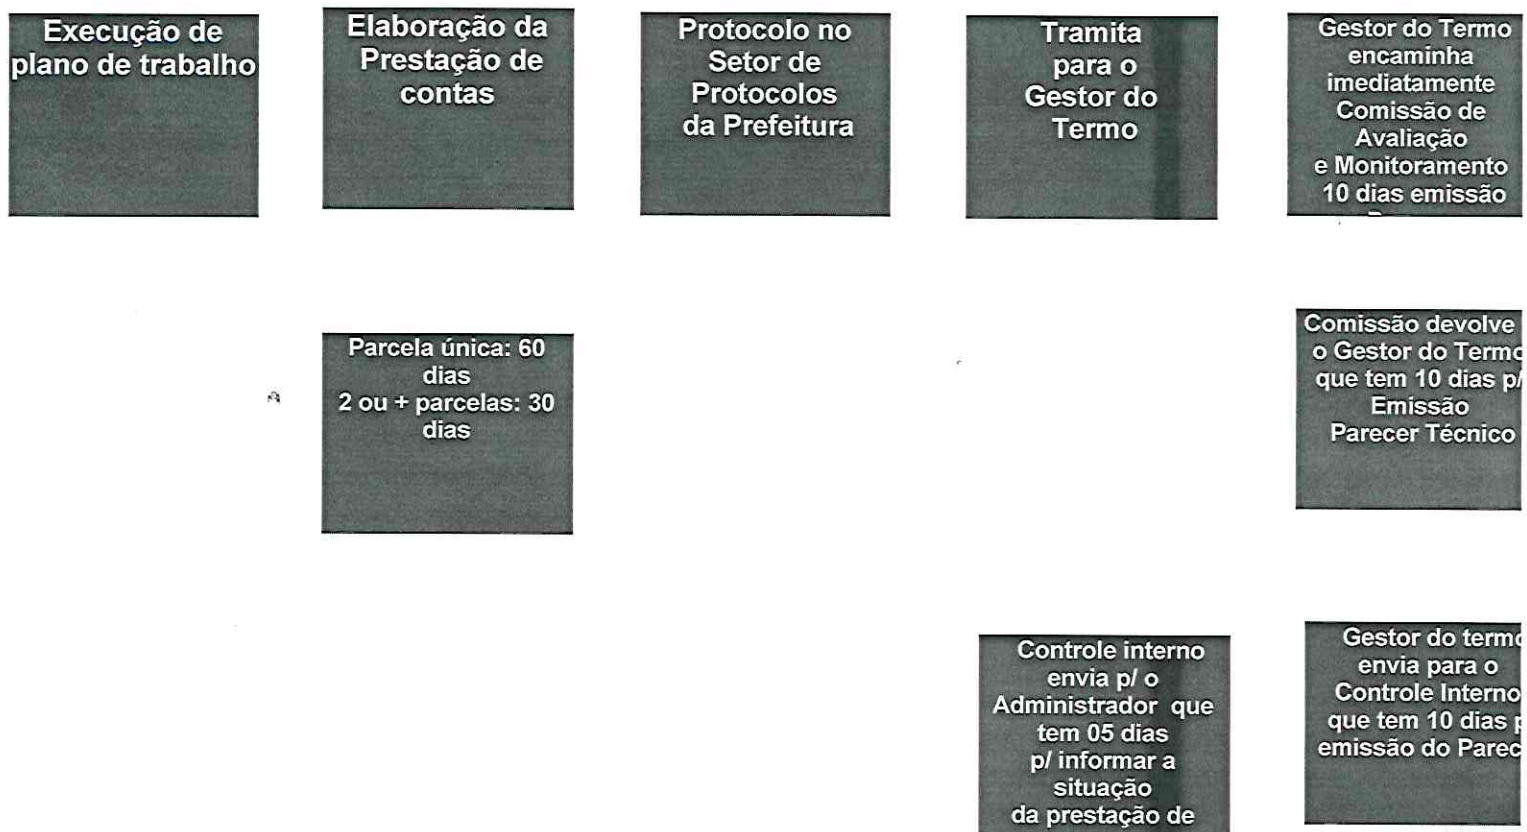 Execução de
plano de trabalho
Elaboração da
Prestação de
contas
Protocolo no
Setor de
Protocolos
da Prefeitura
Tramita
para o
Gestor do
Termo
Gestor do Termo
encaminha
imediatamente
Comissão de
Avaliação
e Monitoramento
10 dias emissão
Parcela única: 60
dias
2 ou + parcelas: 30
dias
Comissão devolve
o Gestor do Termo
que tem 10 dias p/
Emissão
Parecer Técnico
Gestor do termo
envia para o
Controle Interno
que tem 10 dias p
emissão do Parec
Controle interno
envia p/ o
Administrador que
tem 05 dias
p/ informar a
situação
da prestação de